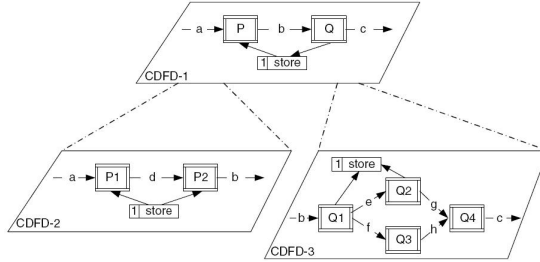 a P b Q c
1 store
CDFD-1
a P1 d P2 b
1 store
CDFD-2
1 store
Q2
e g
b Q1 Q4 c
f h
Q3
CDFD-3